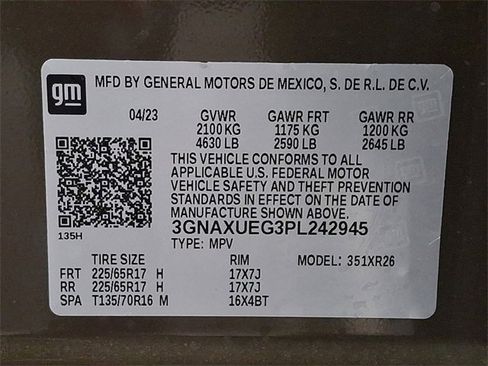 gm MFD BY GENERAL MOTORS DE MEXICO, S. DE R.L. DE C.V.
04/23 GVWR GAWR FRT GAWR RR
2100 KG 1175 KG 1200 KG
4630 LB 2590 LB 2645 LB
THIS VEHICLE CONFORMS TO ALL
APPLICABLE U.S. FEDERAL MOTOR
VEHICLE SAFETY AND THEFT PREVENTION
STANDARDS IN EFFECT ON THE DATE OF
MANUFACTURE SHOWN ABOVE.
135H 3GNAXUEG3PL242945
TYPE: MPV
TIRE SIZE RIM MODEL: 351XR26
FRT 225/65R17 H 17X7J
RR 225/65R17 H 17X7J
SPA T135/70R16 M 16X4BT